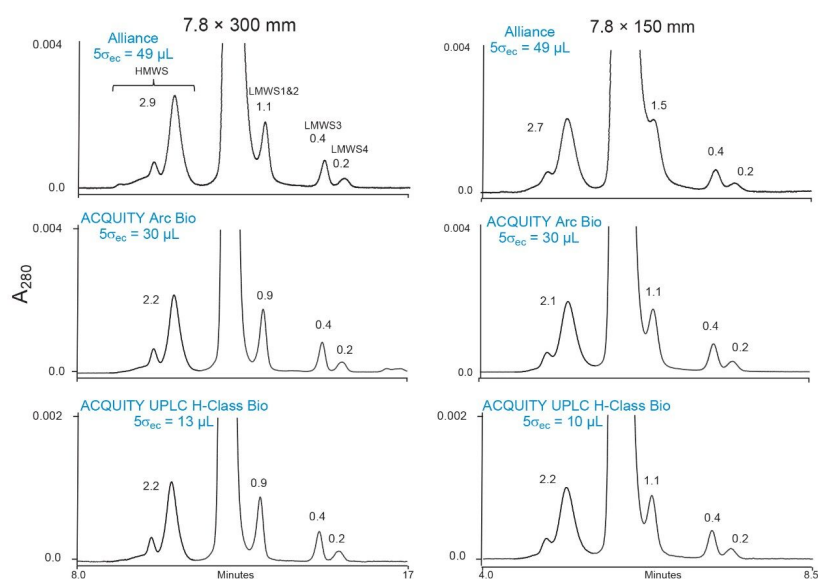 7.8 × 300 mm
Alliance
5σec = 49 µL
0.004
HMWS
2.9
LMWS1&2
1.1
LMWS3
0.4
LMWS4
0.2
0.0
7.8 × 150 mm
Alliance
5σec = 49 µL
0.004
2.7
1.5
0.4
0.2
0.0
A280
ACQUITY Arc Bio
5σec = 30 µL
0.004
2.2
0.9
0.4
0.2
0.0
ACQUITY Arc Bio
5σec = 30 µL
0.004
2.1
1.1
0.4
0.2
0.0
ACQUITY UPLC H-Class Bio
5σec = 13 µL
0.002
2.2
0.9
0.4
0.2
0.0
8.0 Minutes 17
ACQUITY UPLC H-Class Bio
5σec = 10 µL
0.002
2.2
1.1
0.4
0.2
0.0
4.0 Minutes 8.5